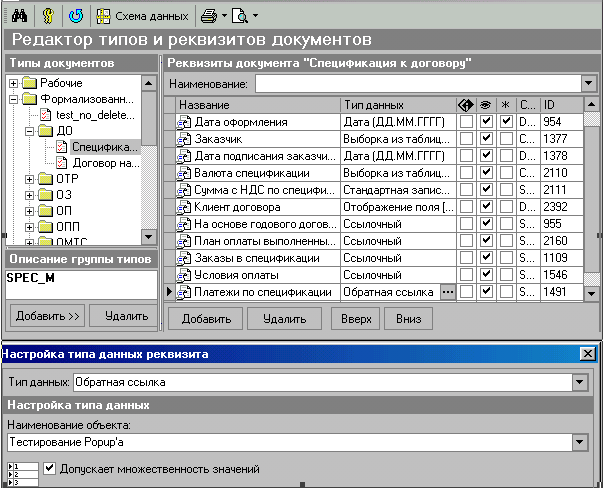 Схема данных
Редактор типов и реквизитов документов
Типы документов
Рабочие
Формализованн...
test_no_delete...
ДО
Специфика...
Договор на...
ОТР
ОЗ
ОП
ОПП
ОМТС
Описание группы типов
SPEC_M
Добавить >> Удалить
Реквизиты документа "Спецификация к договору"
Наименование:
Название Тип данных * С... ID
Дата оформления Дата (ДД.ММ.ГГГГ) D... 954
Заказчик Выборка из таблиц... С... 1377
Дата подписания заказчи... Дата (ДД.ММ.ГГГГ) D... 1378
Валюта спецификации Выборка из таблиц... С... 2110
Сумма с НДС по специфи... Стандартная запис... S... 2111
Клиент договора Отображение поля [... D... 2392
На основе годового догов... Ссылочный S... 955
План оплаты выполненны... Ссылочный S... 2160
Заказы в спецификации Ссылочный S... 1109
Условия оплаты Ссылочный S... 1546
Платежи по спецификации Обратная ссылка ... S... 1491
Добавить Удалить Вверх Вниз
Настройка типа данных реквизита
Тип данных: Обратная ссылка
Настройка типа данных
Наименование объекта:
Тестирование Popup'a
1
2
3
Допускает множественность значений